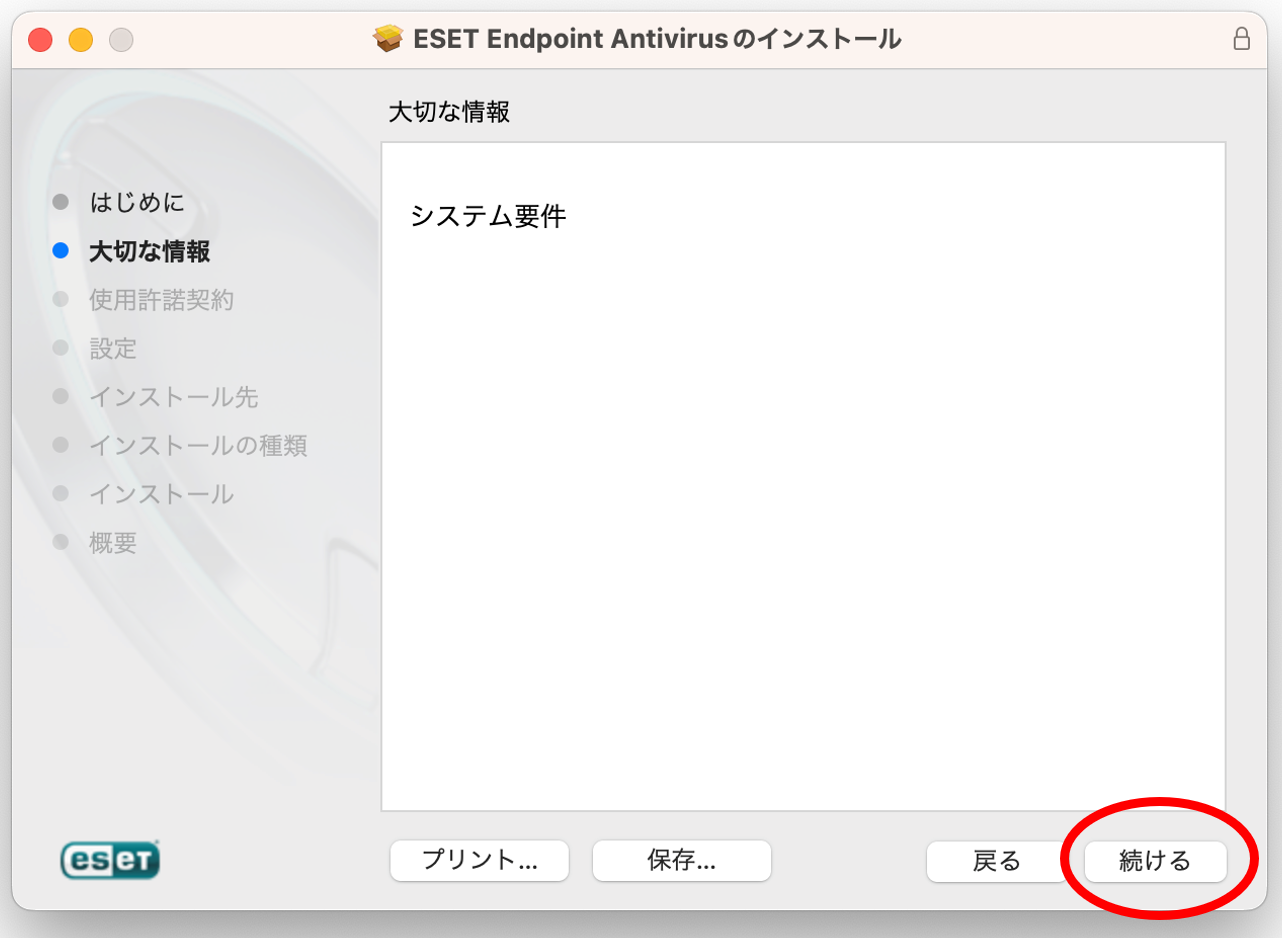 ESET Endpoint Antivirusのインストール
大切な情報
はじめに
大切な情報
使用許諾契約
設定
インストール先
インストールの種類
インストール
概要
システム要件
eseT
プリント...
保存...
戻る
続ける